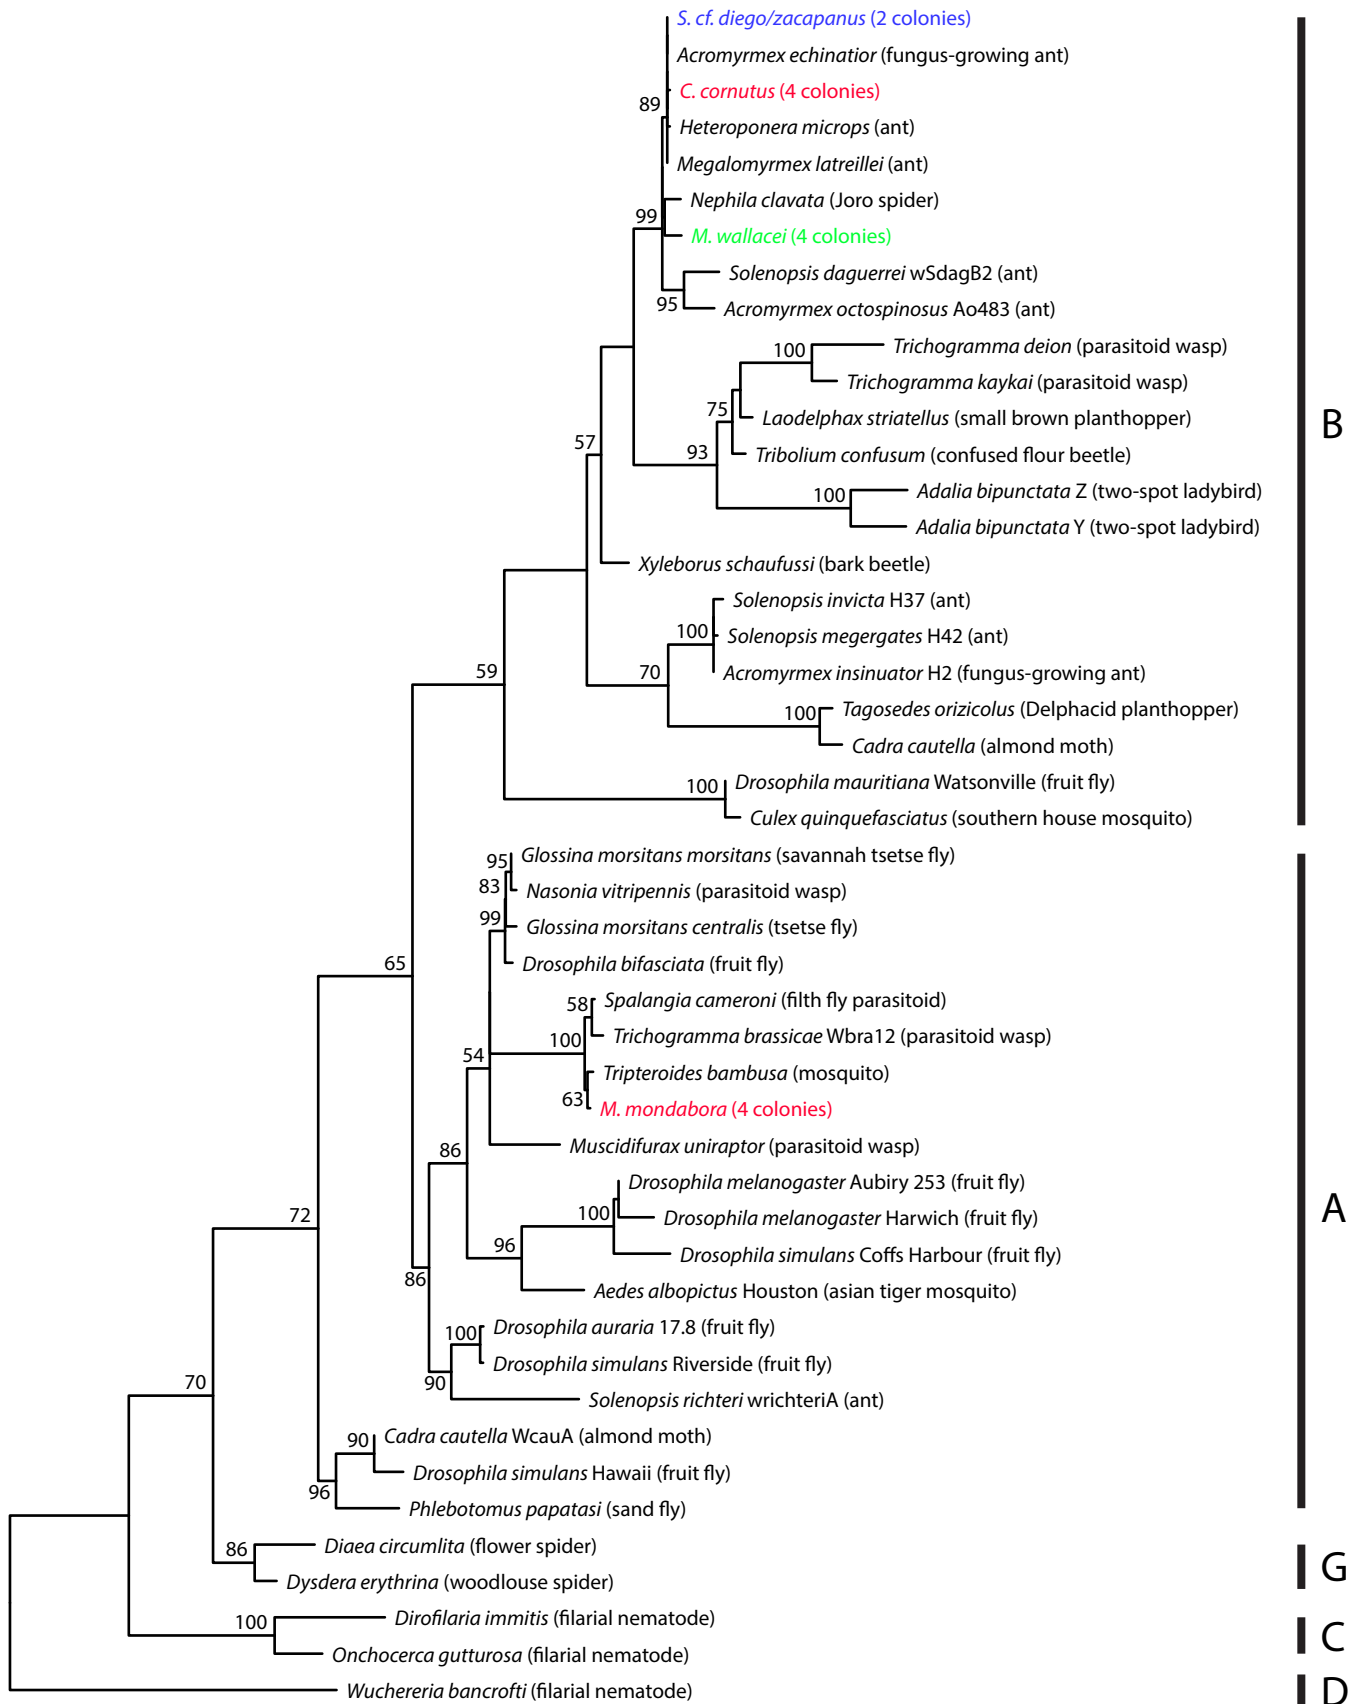 S. cf. diego/zacapanus (2 colonies)
Acromyrmex echinatior (fungus-growing ant)
C. cornutus (4 colonies)
89
Heteroponera microps (ant)
Megalomyrmex latreillei (ant)
Nephila clavata (Joro spider)
99
M. wallacei (4 colonies)
Solenopsis daguerrei wSdagB2 (ant)
95
Acromyrmex octospinosus Ao483 (ant)
Trichogramma deion (parasitoid wasp)
100
Trichogramma kaykai (parasitoid wasp)
75
Laodelphax striatellus (small brown planthopper)
B
57
93
Tribolium confusum (confused flour beetle)
Adalia bipunctata Z (two-spot ladybird)
100
Adalia bipunctata Y (two-spot ladybird)
Xyleborus schaufussi (bark beetle)
Solenopsis invicta H37 (ant)
100
Solenopsis megergates H42 (ant)
59
70
Acromyrmex insinuator H2 (fungus-growing ant)
Tagosedes orizicolus (Delphacid planthopper)
100
Cadra cautella (almond moth)
100
Drosophila mauritiana Watsonville (fruit fly)
Culex quinquefasciatus (southern house mosquito)
95
Glossina morsitans morsitans (savannah tsetse fly)
83
Nasonia vitripennis (parasitoid wasp)
99
Glossina morsitans centralis (tsetse fly)
65
Drosophila bifasciata (fruit fly)
58
Spalangia cameroni (filth fly parasitoid)
100
Trichogramma brassicae Wbra12 (parasitoid wasp)
54
Tripteroides bambusa (mosquito)
63
M. mondabora (4 colonies)
86
Muscidifurax uniraptor (parasitoid wasp)
Drosophila melanogaster Aubiry 253 (fruit fly)
A
72
100
Drosophila melanogaster Harwich (fruit fly)
96
Drosophila simulans Coffs Harbour (fruit fly)
86
Aedes albopictus Houston (asian tiger mosquito)
100
Drosophila auraria 17.8 (fruit fly)
Drosophila simulans Riverside (fruit fly)
70
90
Solenopsis richteri wrichteriA (ant)
90
Cadra cautella WcauA (almond moth)
Drosophila simulans Hawaii (fruit fly)
96
Phlebotomus papatasi (sand fly)
86
Diaea circumlita (flower spider)
G
Dysdera erythrina (woodlouse spider)
100
Dirofilaria immitis (filarial nematode)
C
Onchocerca gutturosa (filarial nematode)
Wuchereria bancrofti (filarial nematode)
D